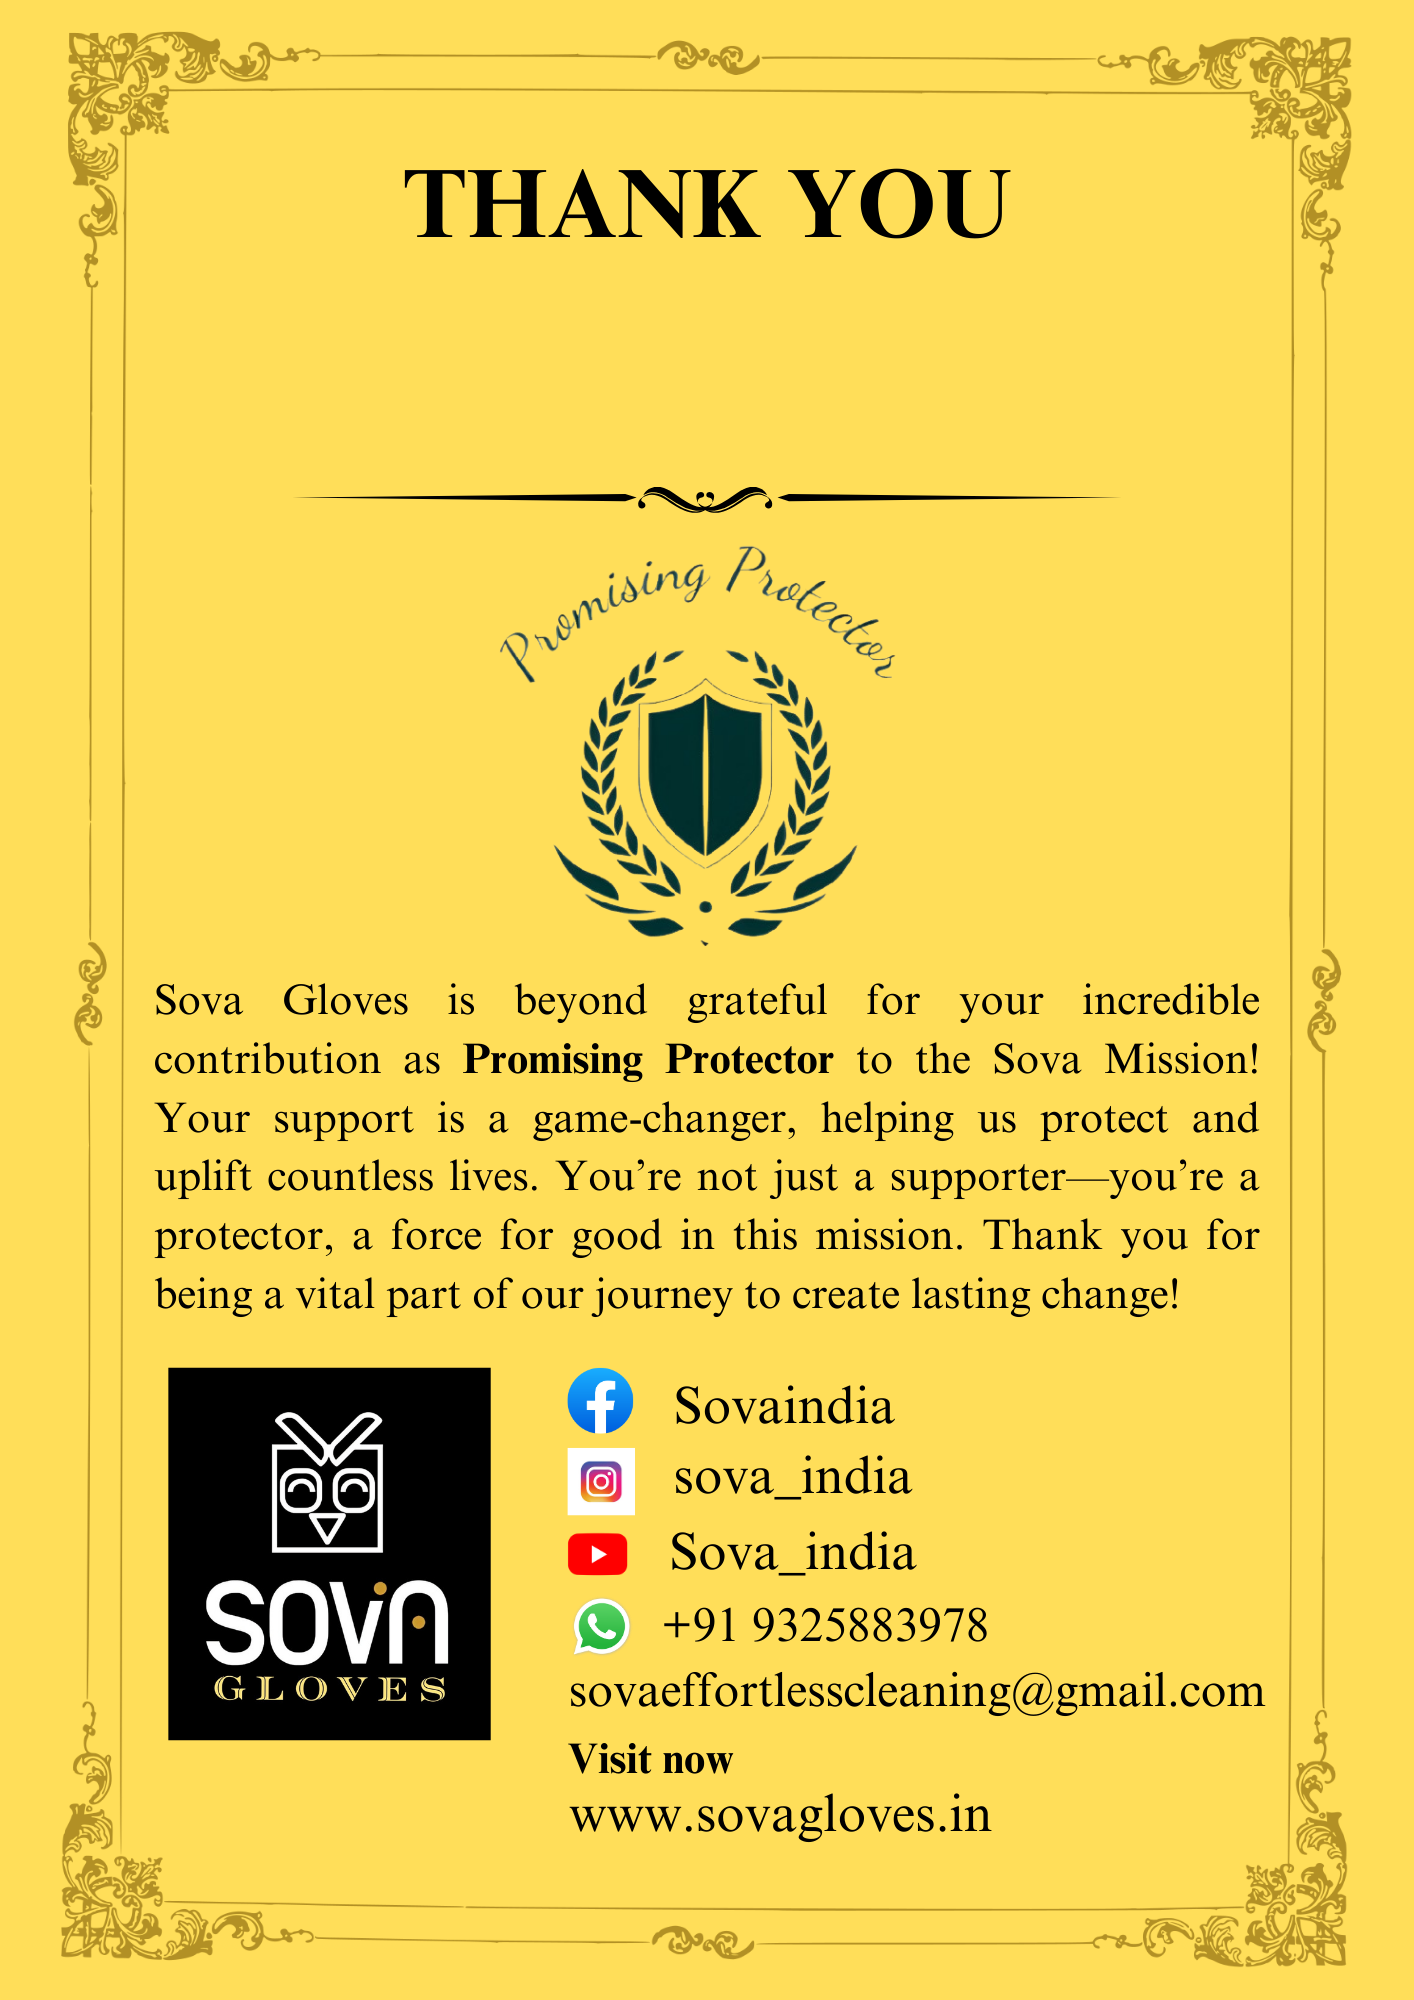 THANK YOU
Promising Protector
Sova Gloves is beyond grateful for your incredible
contribution as Promising Protector to the Sova Mission!
Your support is a game-changer, helping us protect and
uplift countless lives. You’re not just a supporter—you’re a
protector, a force for good in this mission. Thank you for
being a vital part of our journey to create lasting change!
SOVA
GLOVES
Sovaindia
sova_india
Sova_india
+91 9325883978
sovaeffortlesscleaning@gmail.com
Visit now
www.sovagloves.in